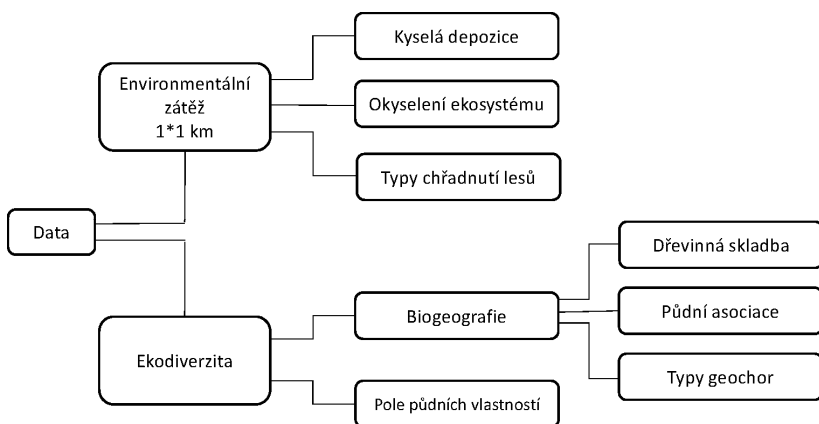 Kyselá depozice
Environmentální
zátěž
1*1 km
Okyselení ekosystému
Typy chřadnutí lesů
Data
Dřevinná skladba
Biogeografie
Půdní asociace
Ekodiverzita
Typy geochor
Pole půdních vlastností